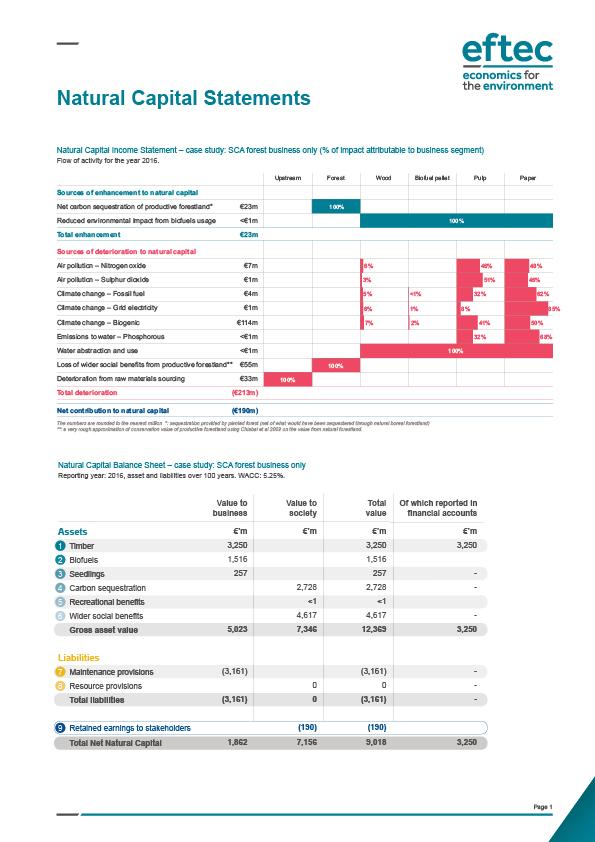 eftec
economics for
the environment
Natural Capital Statements
Natural Capital Income Statement – case study: SCA forest business only (% of impact attributable to business segment)
Flow of activity for the year 2016.
Upstream Forest Wood Biofuel pellet Pulp Paper
Sources of enhancement to natural capital
Net carbon sequestration of productive forestland* €23m 100%
Reduced environmental impact from biofuels usage <€1m 100%
Total enhancement €23m
Sources of deterioration to natural capital
Air pollution – Nitrogen oxide €7m 6% 46% 48%
Air pollution – Sulphur dioxide €1m 3% 51% 46%
Climate change – Fossil fuel €4m 5% <1% 32% 62%
Climate change – Grid electricity €1m 6% 1% 8% 85%
Climate change – Biogenic €114m 7% 2% 41% 50%
Emissions to water – Phosphorous <€1m 32% 68%
Water abstraction and use <€1m 100%
Loss of wider social benefits from productive forestland** €55m 100%
Deterioration from raw materials sourcing €33m 100%
Total deterioration (€213m)
Net contribution to natural capital (€190m)
The numbers are rounded to the nearest million *: sequestration provided by planted forest (net of what would have been sequestered through natural boreal forestland)
**: a very rough approximation of conservation value of productive forestland using Chiabai et al 2009 on the value from natural forestland.
Natural Capital Balance Sheet – case study: SCA forest business only
Reporting year: 2016, asset and liabilities over 100 years. WACC: 5.25%.
Value to business Value to society Total value Of which reported in financial accounts
Assets €'m €'m €'m €'m
1 Timber 3,250 3,250 3,250
2 Biofuels 1,516 1,516
3 Seedlings 257 257 -
4 Carbon sequestration 2,728 2,728 -
5 Recreational benefits <1 <1 -
6 Wider social benefits 4,617 4,617 -
Gross asset value 5,023 7,346 12,369 3,250
Liabilities
7 Maintenance provisions (3,161) (3,161) -
8 Resource provisions 0 0 -
Total liabilities (3,161) 0 (3,161) -
9 Retained earnings to stakeholders (190) (190)
Total Net Natural Capital 1,862 7,156 9,018 3,250
Page 1